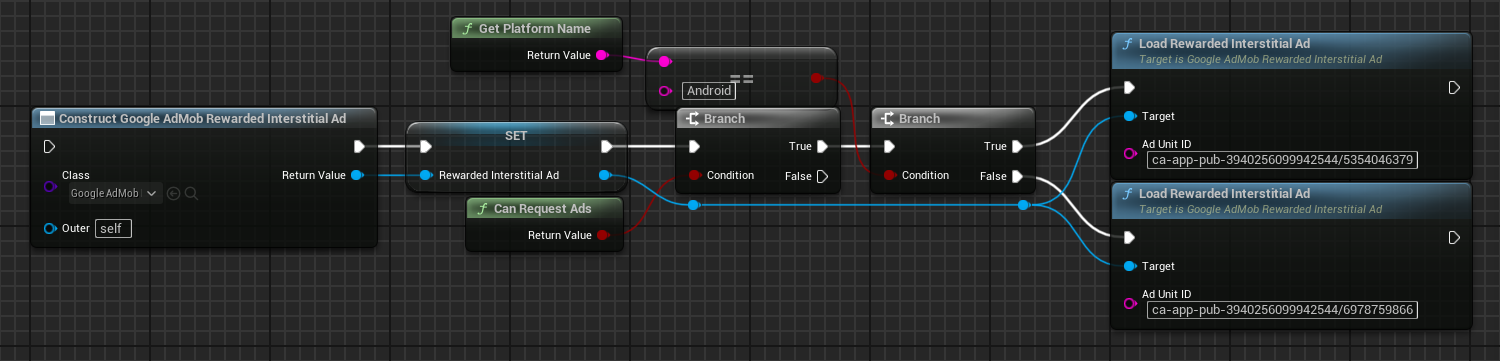 Get Platform Name
Return Value
==
Android
Construct Google AdMob Rewarded Interstitial Ad
Class
GoogleAdMob
Return Value
Outer
self
SET
Rewarded Interstitial Ad
Can Request Ads
Return Value
Branch
True
Condition
False
Branch
True
Condition
False
Load Rewarded Interstitial Ad
Target is Google AdMob Rewarded Interstitial Ad
Target
Ad Unit ID
ca-app-pub-3940256099942544/5354046379
Load Rewarded Interstitial Ad
Target is Google AdMob Rewarded Interstitial Ad
Target
Ad Unit ID
ca-app-pub-3940256099942544/6978759866